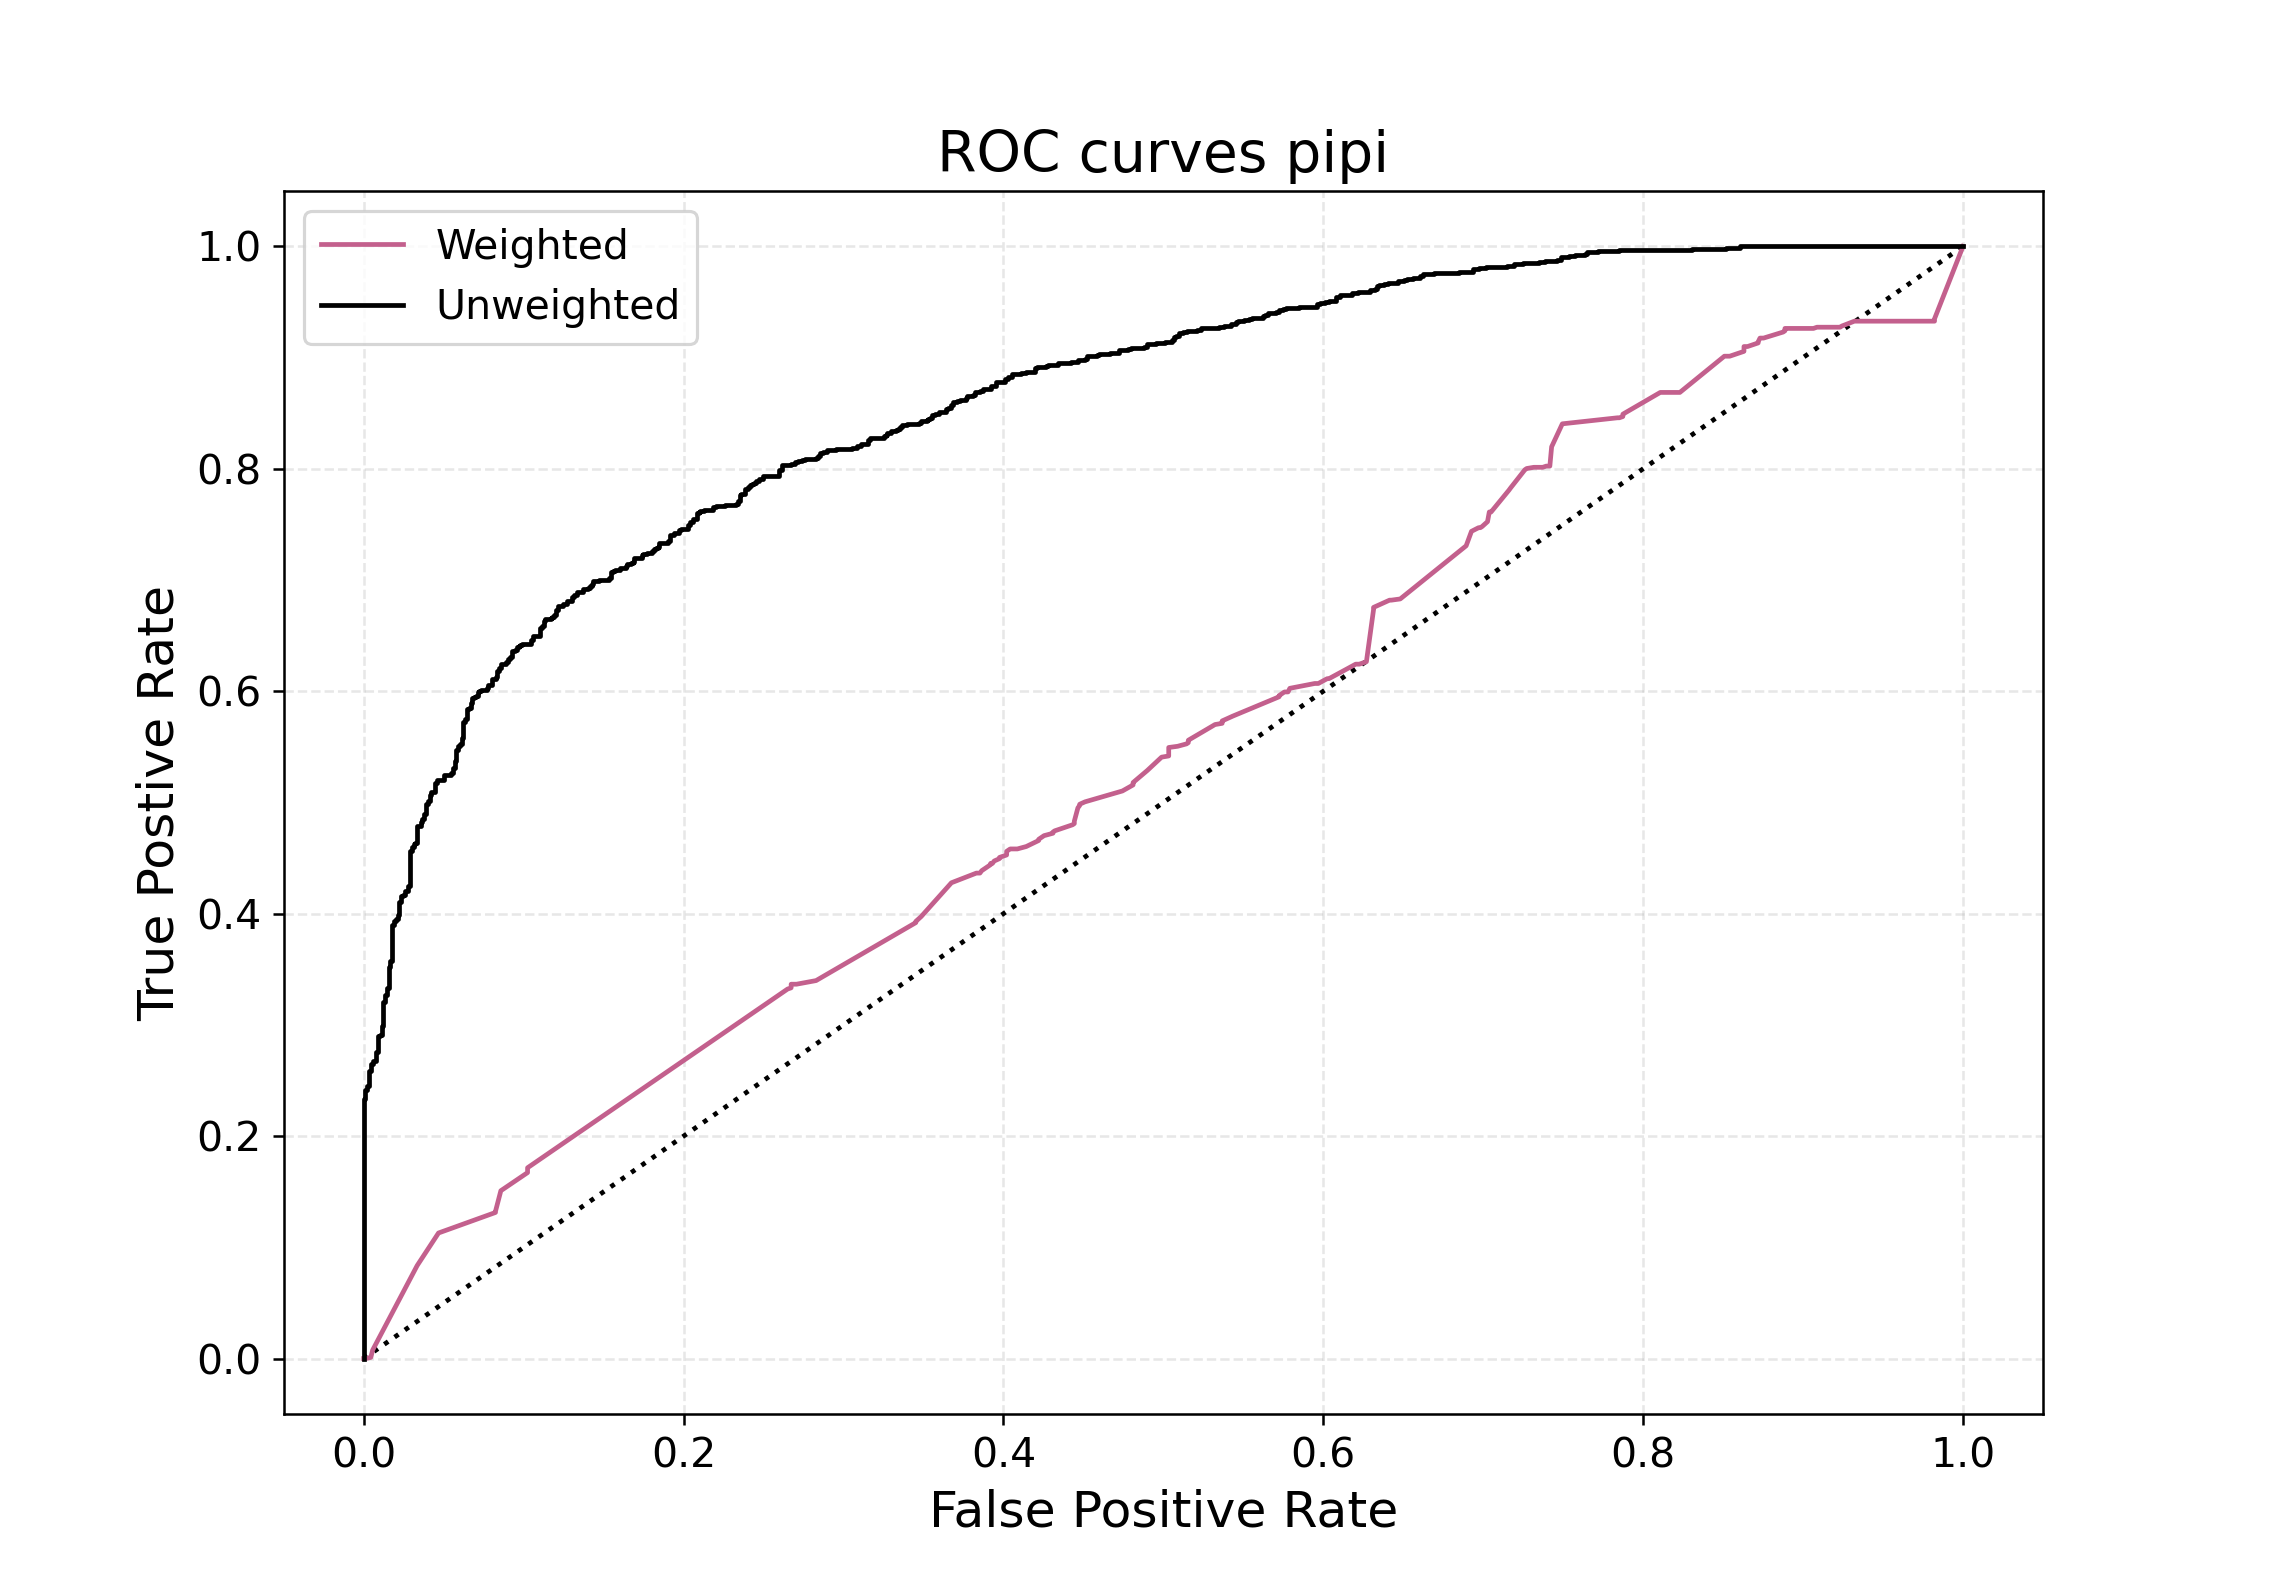 ROC curves pipi
Weighted
Unweighted
True Postive Rate
1.0
0.8
0.6
0.4
0.2
0.0
0.0 0.2 0.4 0.6 0.8 1.0
False Positive Rate